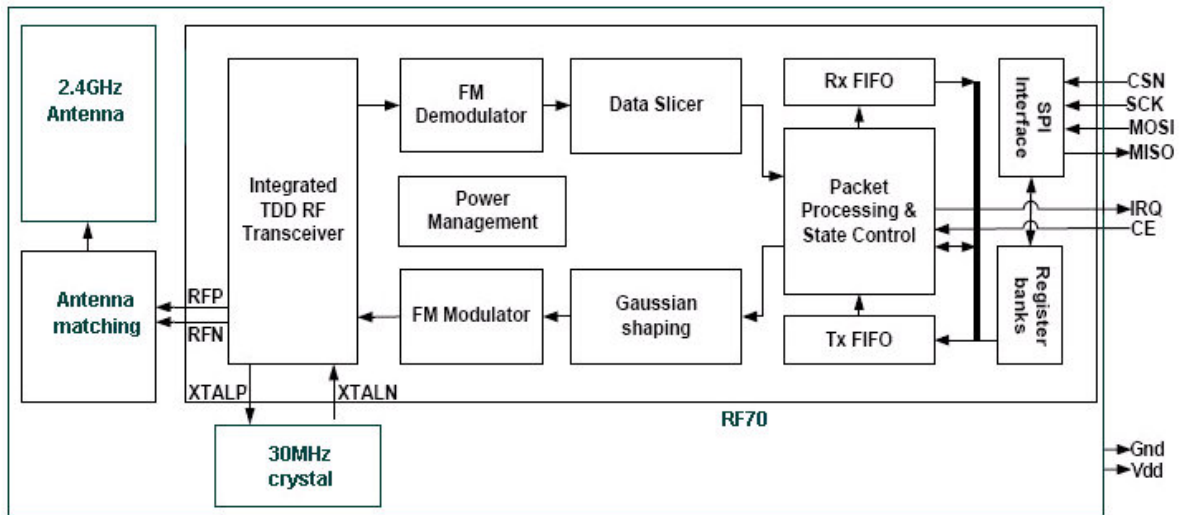 2.4GHz
Antenna
Antenna
matching
RFP
RFN
XTALP
XTALN
30MHz
crystal
Integrated
TDD RF
Transceiver
FM
Demodulator
Data Slicer
Power
Management
FM Modulator
Gaussian
shaping
Rx FIFO
Packet
Processing &
State Control
Tx FIFO
SPI
Interface
Register
banks
CSN
SCK
MOSI
MISO
IRQ
CE
RF70
Gnd
Vdd